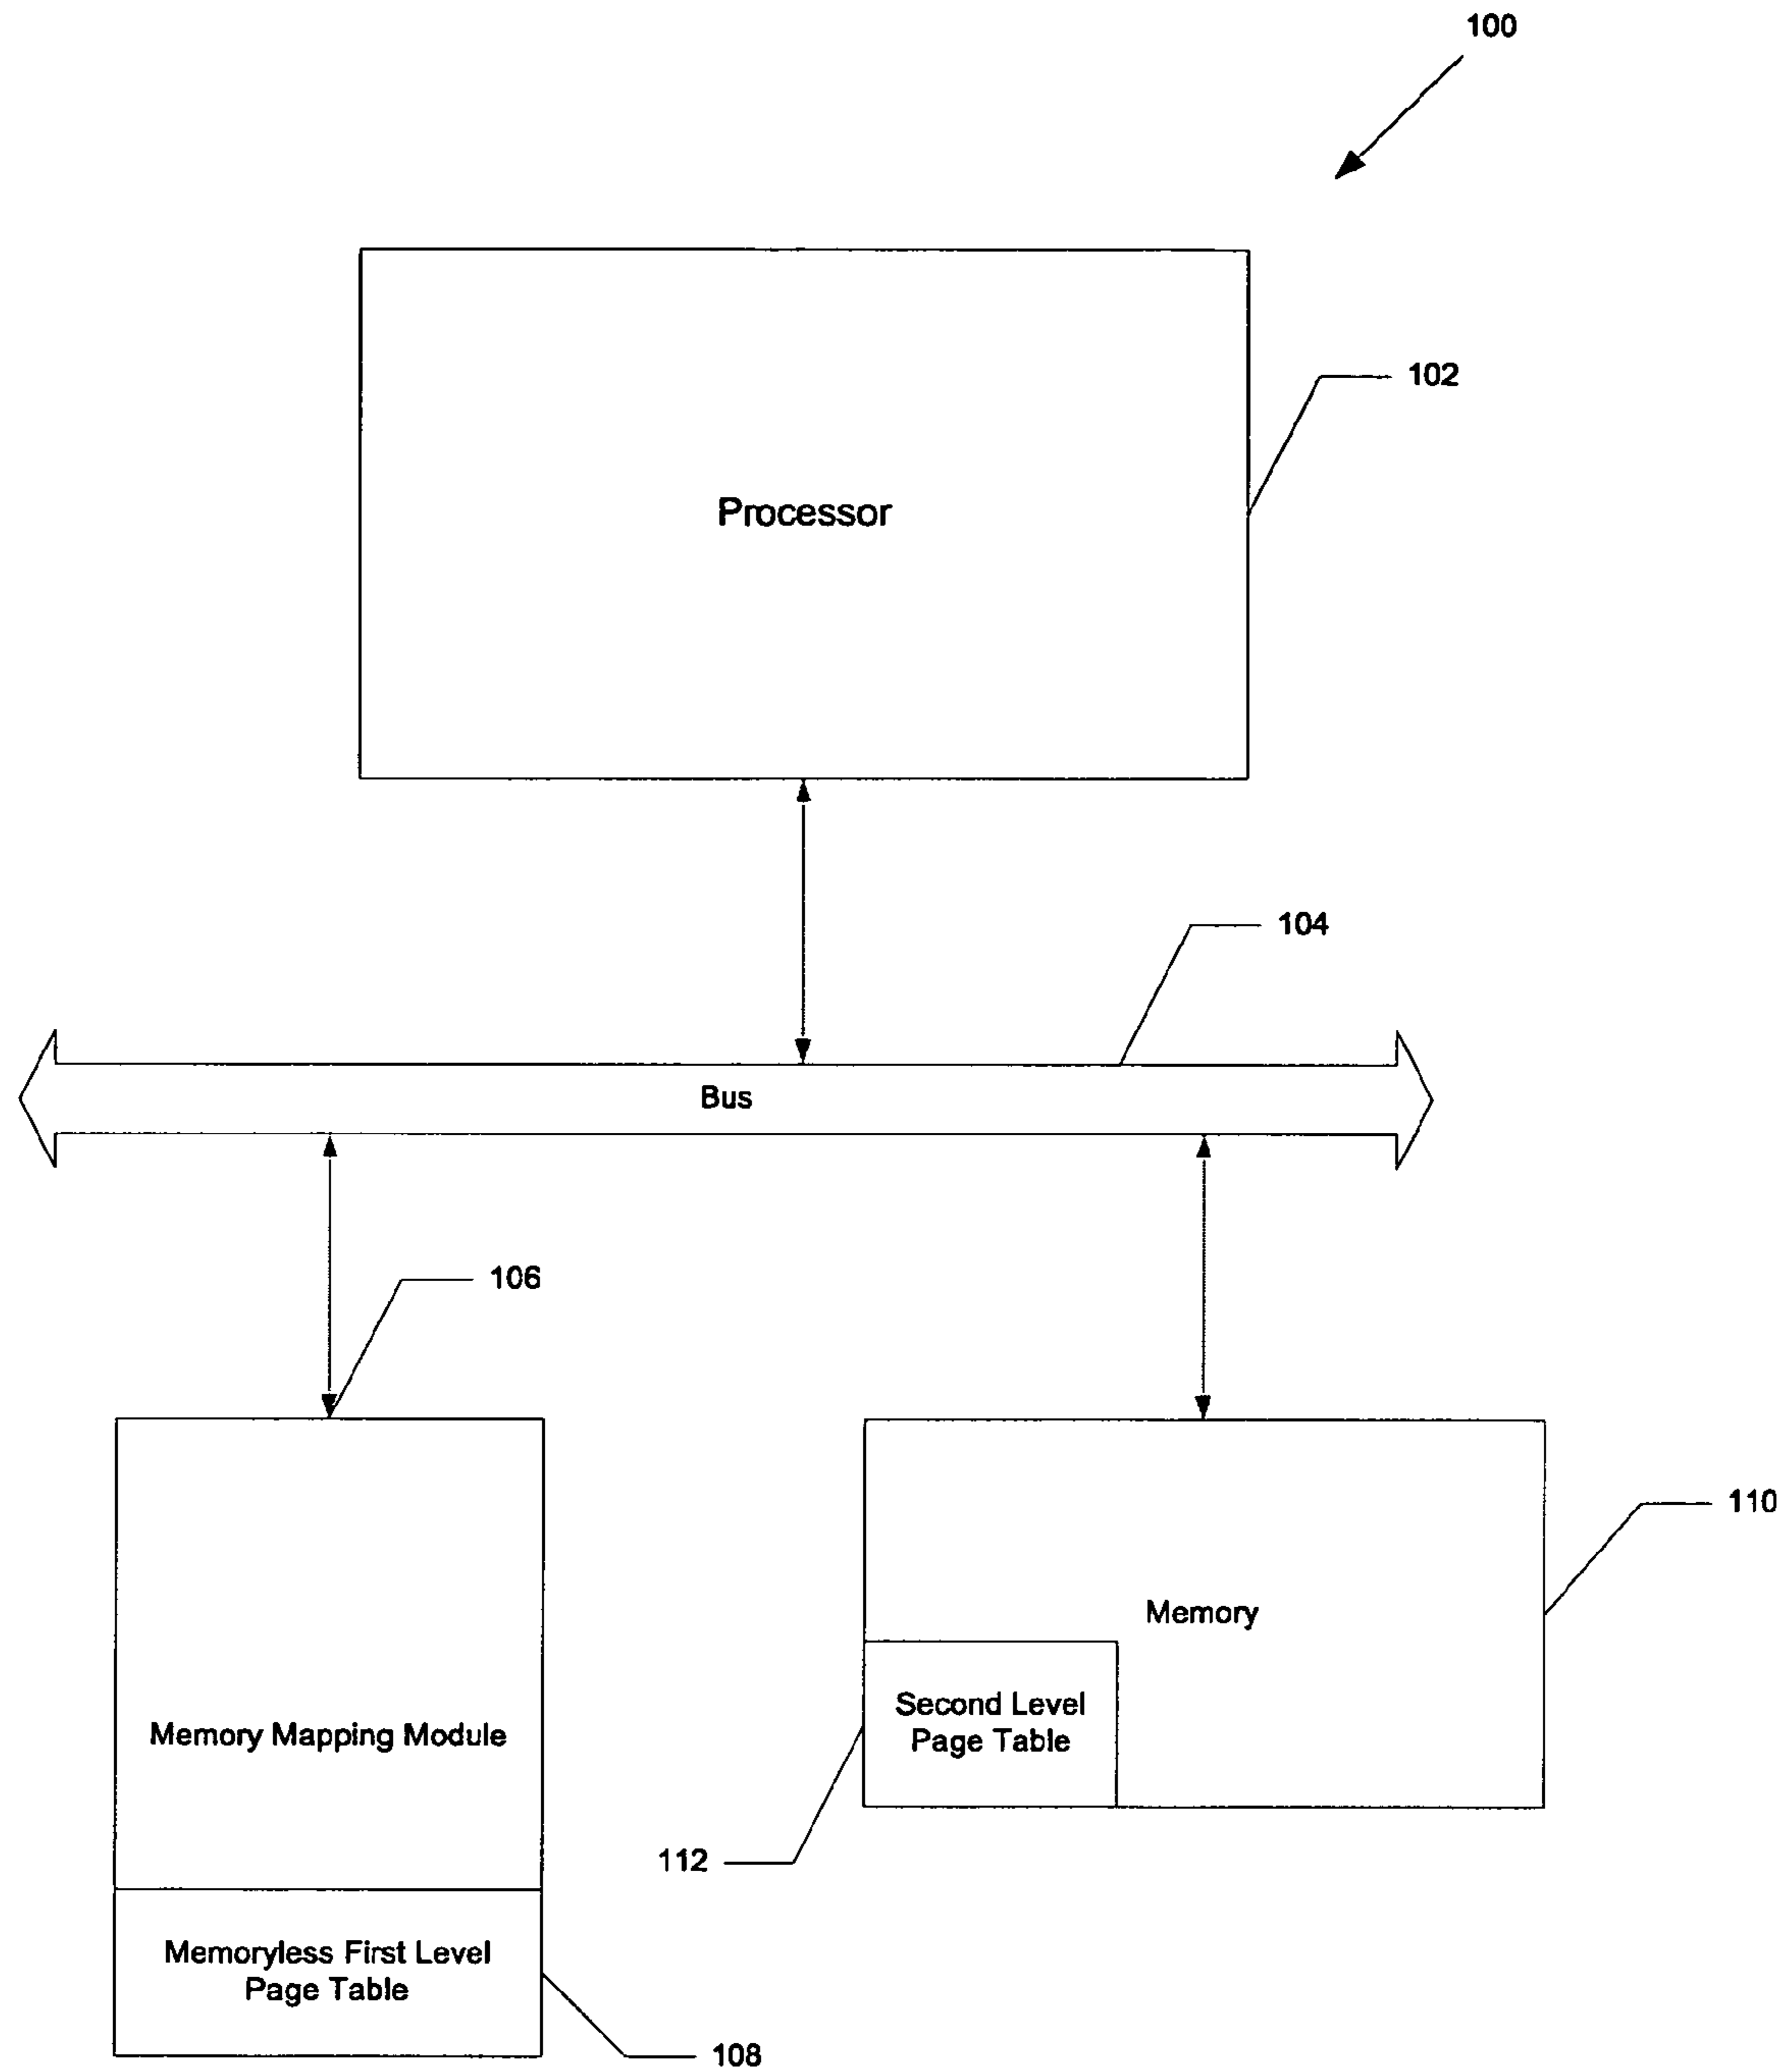 100
102
Processor
104
Bus
106
110
Memory
Second Level
Page Table
Memory Mapping Module
112
Memoryless First Level
Page Table
108